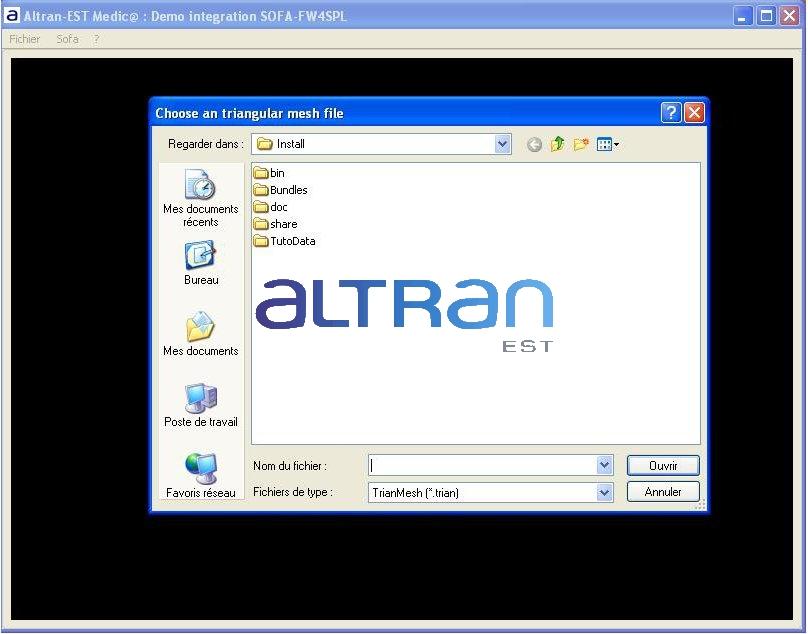 a Altran-EST Medic@ : Demo integration SOFA-FW4SPL
Fichier Sofa ?
Choose an triangular mesh file
?
Regarder dans : Install
bin
Bundles
doc
share
TutoData
Mes documents
récents
Bureau
Mes documents
Poste de travail
Favoris réseau
aLTRan
EST
Nom du fichier : Ouvrir
Fichiers de type : TrianMesh (*.trian) Annuler